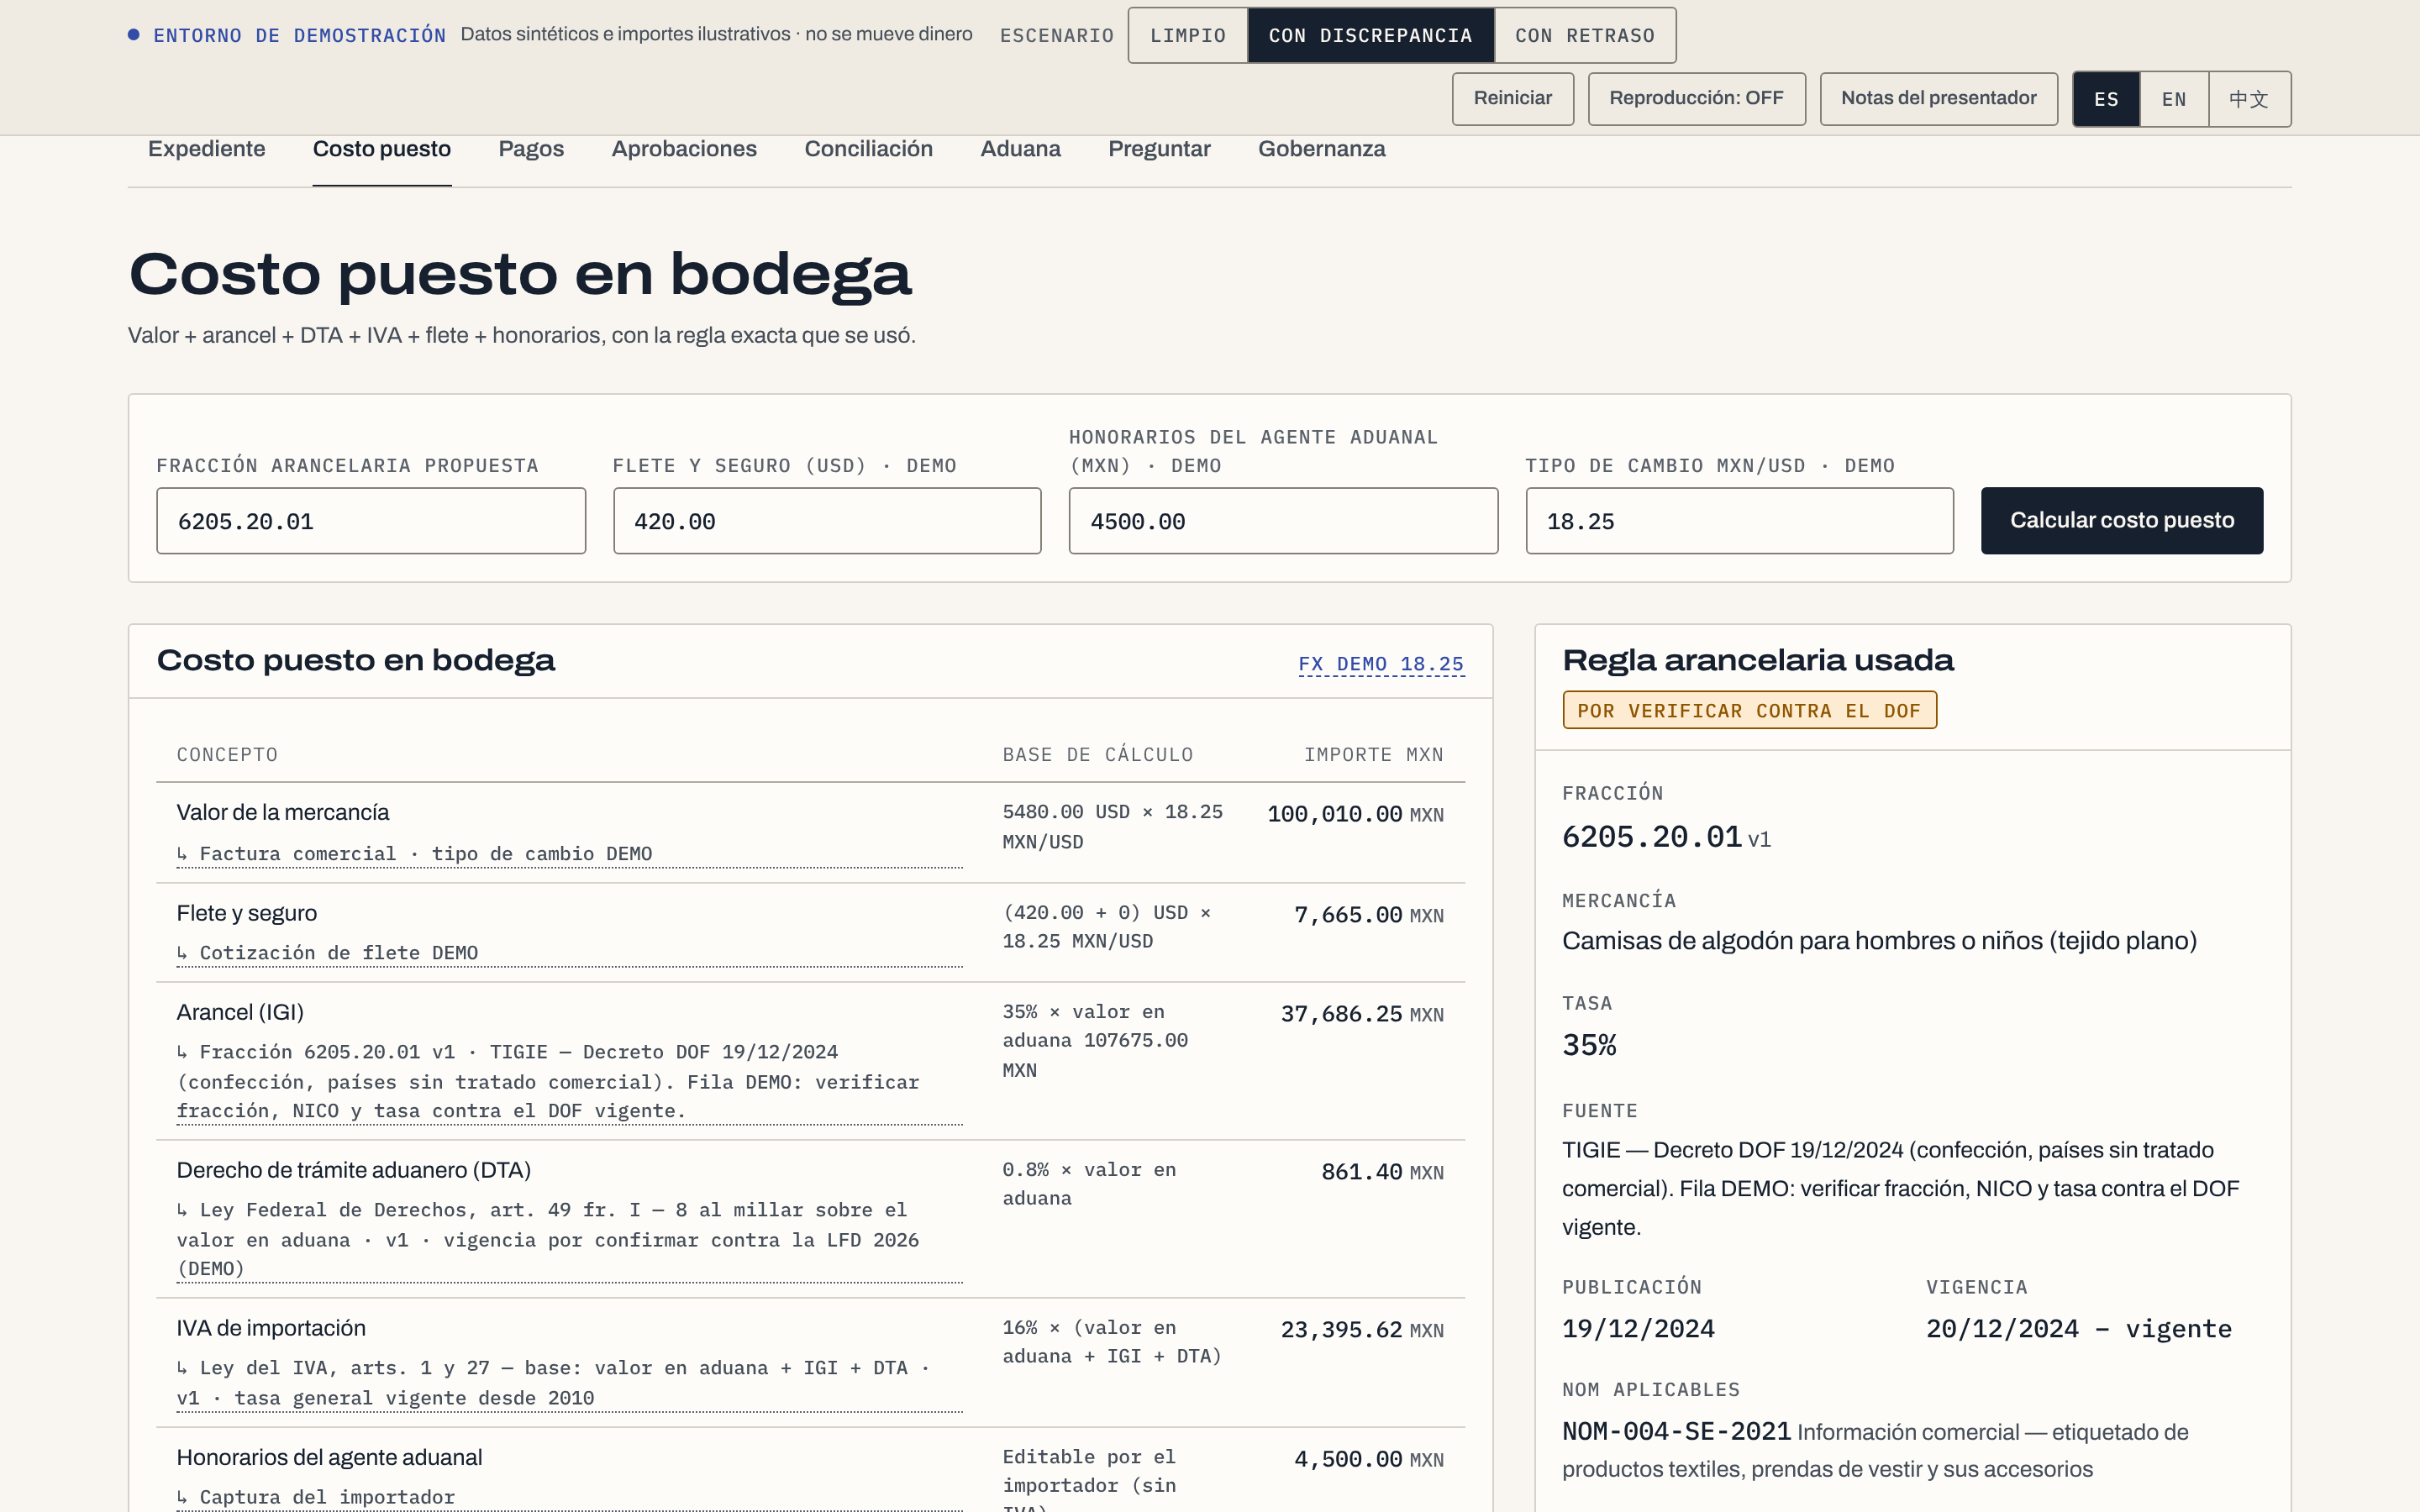 ENTORNO DE DEMOSTRACIÓN Datos sintéticos e importes ilustrativos · no se mueve dinero ESCENARIO LIMPIO CON DISCREPANCIA CON RETRASO
Reiniciar Reproducción: OFF Notas del presentador ES EN 中文
Expediente Costo puesto Pagos Aprobaciones Conciliación Aduana Preguntar Gobernanza
Costo puesto en bodega
Valor + arancel + DTA + IVA + flete + honorarios, con la regla exacta que se usó.
FRACCIÓN ARANCELARIA PROPUESTA
6205.20.01
FLETE Y SEGURO (USD) · DEMO
420.00
HONORARIOS DEL AGENTE ADUANAL
(MXN) · DEMO
4500.00
TIPO DE CAMBIO MXN/USD · DEMO
18.25
Calcular costo puesto
Costo puesto en bodega FX DEMO 18.25
CONCEPTO BASE DE CÁLCULO IMPORTE MXN
Valor de la mercancía
↳ Factura comercial · tipo de cambio DEMO
5480.00 USD × 18.25
MXN/USD
100,010.00 MXN
Flete y seguro
↳ Cotización de flete DEMO
(420.00 + 0) USD ×
18.25 MXN/USD
7,665.00 MXN
Arancel (IGI)
↳ Fracción 6205.20.01 v1 · TIGIE — Decreto DOF 19/12/2024
(confección, países sin tratado comercial). Fila DEMO: verificar
fracción, NICO y tasa contra el DOF vigente.
35% × valor en
aduana 107675.00
MXN
37,686.25 MXN
Derecho de trámite aduanero (DTA)
↳ Ley Federal de Derechos, art. 49 fr. I — 8 al millar sobre el
valor en aduana · v1 · vigencia por confirmar contra la LFD 2026
(DEMO)
0.8% × valor en
aduana
861.40 MXN
IVA de importación
↳ Ley del IVA, arts. 1 y 27 — base: valor en aduana + IGI + DTA ·
v1 · tasa general vigente desde 2010
16% × (valor en
aduana + IGI + DTA)
23,395.62 MXN
Honorarios del agente aduanal
↳ Captura del importador
Editable por el
importador (sin
IVA)
4,500.00 MXN
Regla arancelaria usada
POR VERIFICAR CONTRA EL DOF
FRACCIÓN
6205.20.01 v1
MERCANCÍA
Camisas de algodón para hombres o niños (tejido plano)
TASA
35%
FUENTE
TIGIE — Decreto DOF 19/12/2024 (confección, países sin tratado
comercial). Fila DEMO: verificar fracción, NICO y tasa contra el DOF
vigente.
PUBLICACIÓN
19/12/2024
VIGENCIA
20/12/2024 – vigente
NOM APLICABLES
NOM-004-SE-2021 Información comercial — etiquetado de
productos textiles, prendas de vestir y sus accesorios